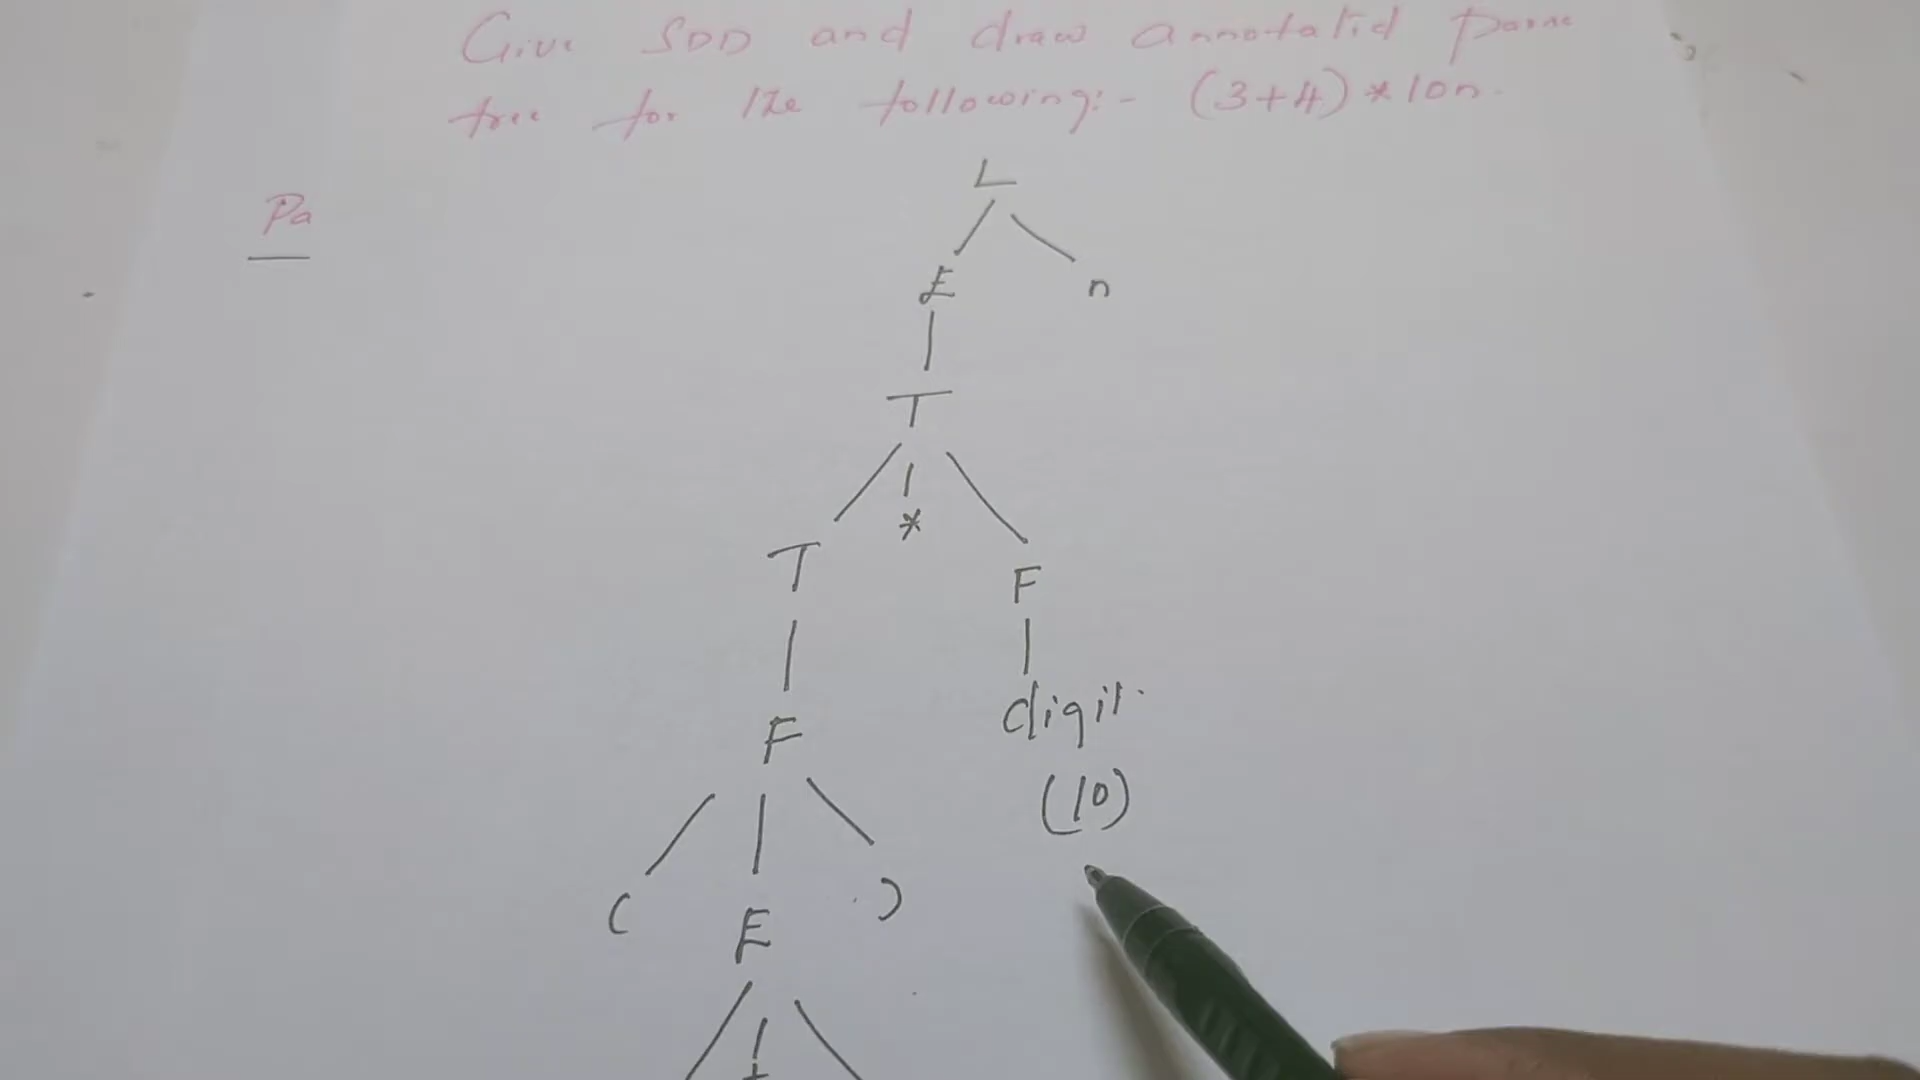 Give SDD and draw annotated parse
tree for the following:- (3+4)*10n.
Pa
L
E n
T
T * F
F digit.
(10)
( E )
+